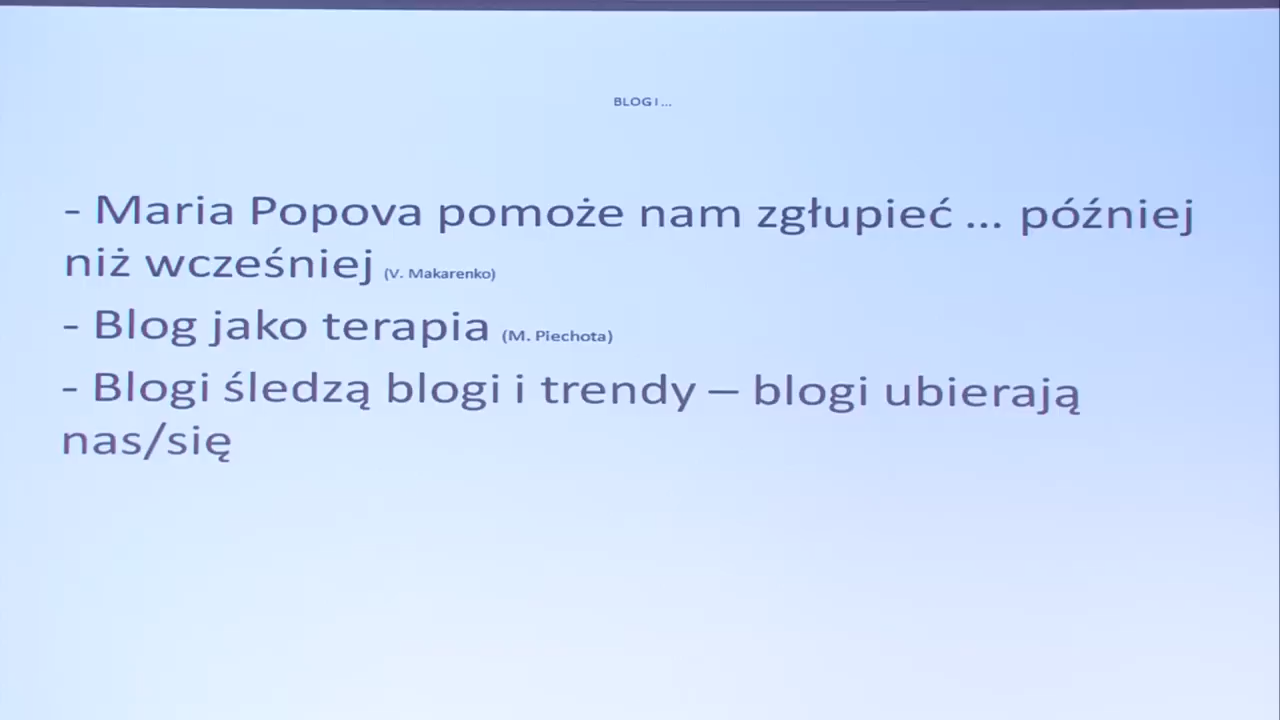 BLOG I ...
- Maria Popova pomoże nam zgłupieć ... później
niż wcześniej (V. Makarenko)
- Blog jako terapia (M. Piechota)
- Blogi śledzą blogi i trendy – blogi ubierają
nas/się